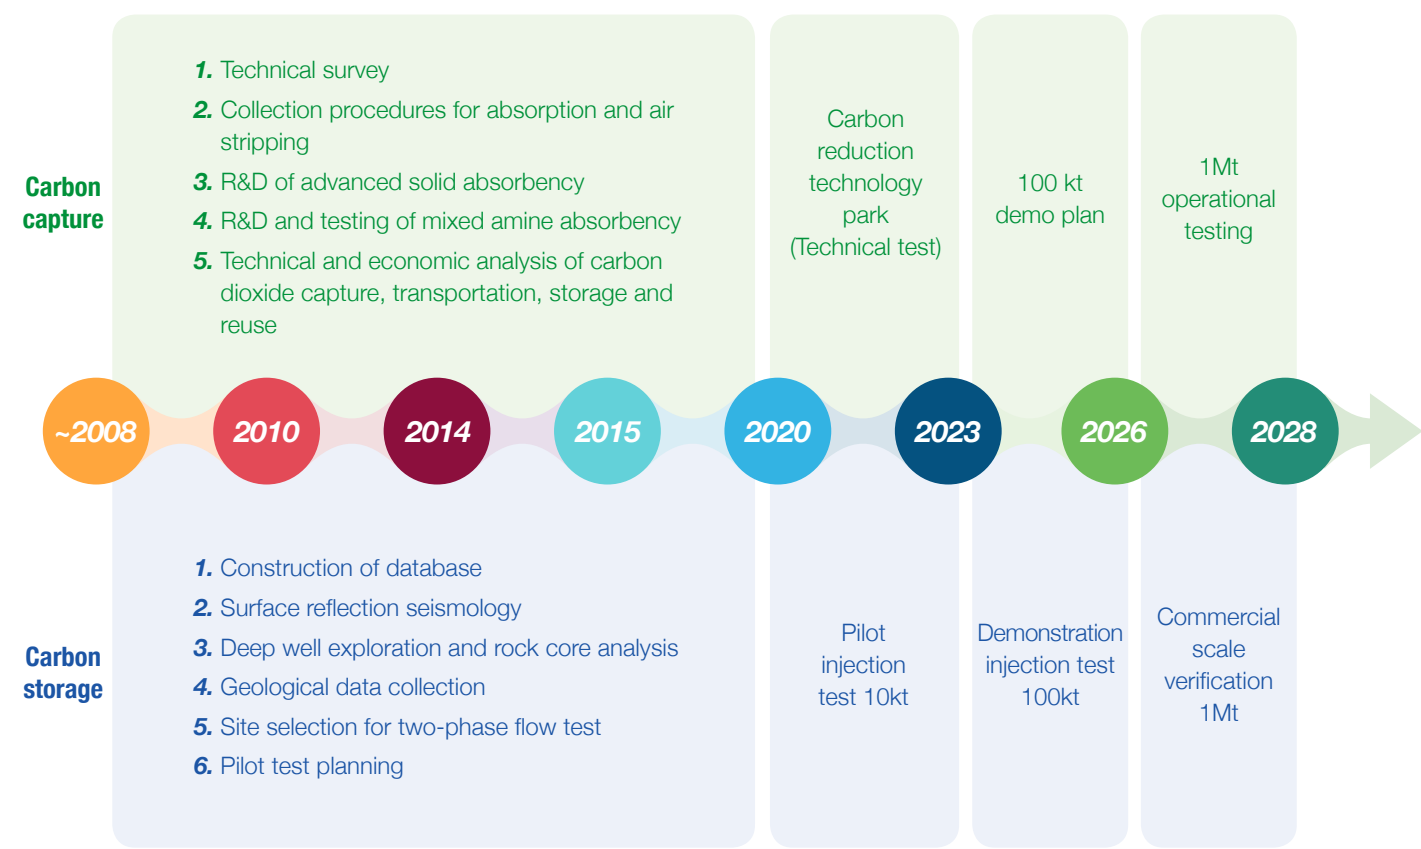 Carbon
capture
1. Technical survey
2. Collection procedures for absorption and air
stripping
3. R&D of advanced solid absorbency
4. R&D and testing of mixed amine absorbency
5. Technical and economic analysis of carbon
dioxide capture, transportation, storage and
reuse
Carbon
reduction
technology
park
(Technical test)
100 kt
demo plan
1Mt
operational
testing
~2008
2010
2014
2015
2020
2023
2026
2028
Carbon
storage
1. Construction of database
2. Surface reflection seismology
3. Deep well exploration and rock core analysis
4. Geological data collection
5. Site selection for two-phase flow test
6. Pilot test planning
Pilot
injection
test 10kt
Demonstration
injection test
100kt
Commercial
scale
verification
1Mt